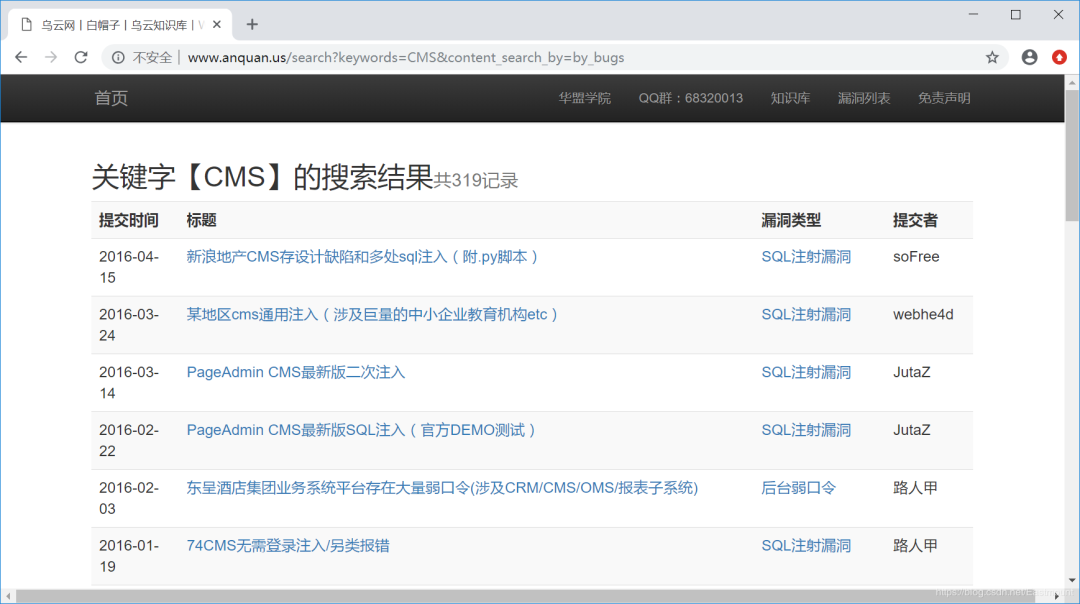 乌云网 | 白帽子 | 乌云知识库 |
不安全 | www.anquan.us/search?keywords=CMS&content_search_by=by_bugs
首页 华盟学院 QQ群：68320013 知识库 漏洞列表 免责声明
关键字【CMS】的搜索结果共319记录
提交时间 标题 漏洞类型 提交者
2016-04- 新浪地产CMS存设计缺陷和多处sql注入（附.py脚本） SQL注射漏洞 soFree
15
2016-03- 某地区cms通用注入（涉及巨量的中小企业教育机构etc） SQL注射漏洞 webhe4d
24
2016-03- PageAdmin CMS最新版二次注入 SQL注射漏洞 JutaZ
14
2016-02- PageAdmin CMS最新版SQL注入（官方DEMO测试） SQL注射漏洞 JutaZ
22
2016-02- 东呈酒店集团业务系统平台存在大量弱口令(涉及CRM/CMS/OMS/报表子系统) 后台弱口令 路人甲
03
2016-01- 74CMS无需登录注入/另类报错 SQL注射漏洞 路人甲
19